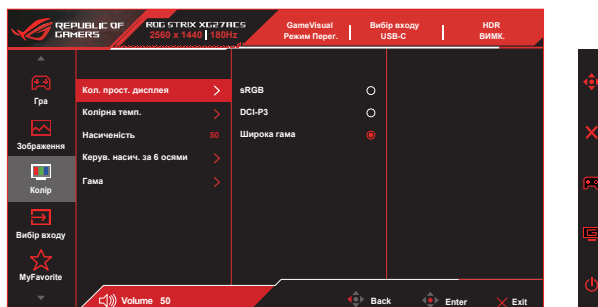 REPUBLIC OF GAMERS
ROG STRIX XG27ACS
2560 x 1440 180Hz
GameVisual
Режим Перег.
Вибір входу
USB-C
HDR
ВИМК.
Гра
Зображення
Колір
Вибір входу
MyFavorite
Кол. прост. дисплея
Колірна темп.
Насиченість 50
Керув. насич. за 6 осями
Гама
sRGB
DCI-P3
Широка гама
Volume 50
Back
Enter
Exit